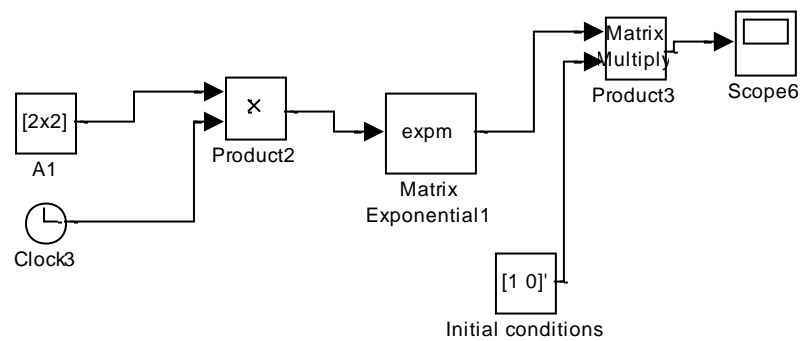 Matrix
Multiply
Product3
Scope6
[2x2]
A1
×
Product2
expm
Matrix
Exponential1
Clock3
[1 0]'
Initial conditions